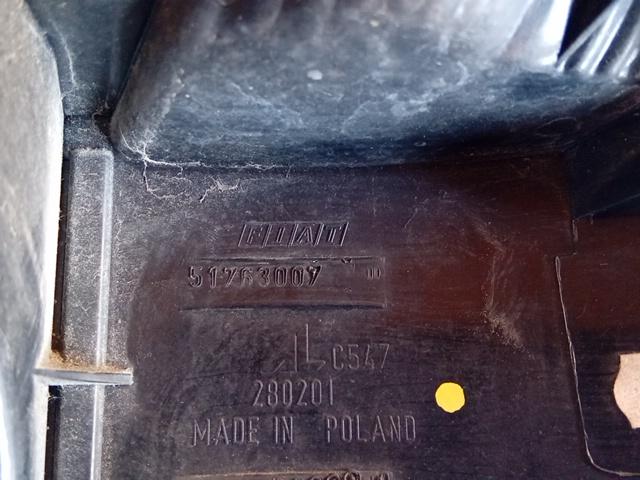 FIAT
51763007
C547
280201
MADE IN POLAND